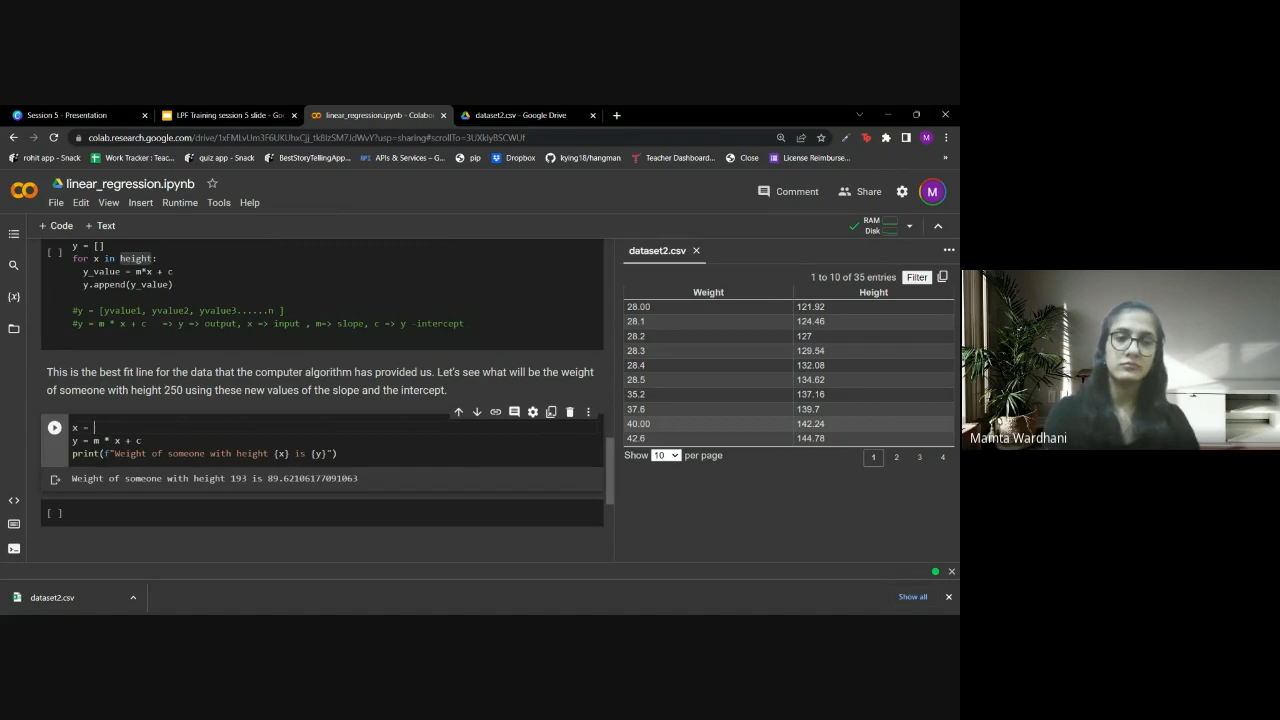 Session 5 - Presentation
LPF Training session 5 slide - Go
linear_regression.ipynb - Colabo
dataset2.csv - Google Drive
rohit app - Snack
Work Tracker : Teac...
quiz app - Snack
BestStoryTellingApp...
APIs & Services – G...
pip
Dropbox
kying18/hangman
Teacher Dashboard...
Close
License Reimburse...
linear_regression.ipynb
Comment
Share
M
File Edit View Insert Runtime Tools Help
+ Code + Text
RAM
Disk
y = []
[ ] for x in height:
y_value = m*x + c
y.append(y_value)
#y = [yvalue1, yvalue2, yvalue3......n ]
#y = m * x + c => y => output, x => input , m=> slope, c => y -intercept
This is the best fit line for the data that the computer algorithm has provided us. Let's see what will be the weight
of someone with height 250 using these new values of the slope and the intercept.
x =
y = m * x + c
print(f"Weight of someone with height {x} is {y}")
Weight of someone with height 193 is 89.62106177091063
[ ]
dataset2.csv
1 to 10 of 35 entries Filter
Weight Height
28.00 121.92
28.1 124.46
28.2 127
28.3 129.54
28.4 132.08
28.5 134.62
35.2 137.16
37.6 139.7
40.00 142.24
42.6 144.78
Show 10 per page 1 2 3 4
Mamta Wardhani
dataset2.csv
Show all